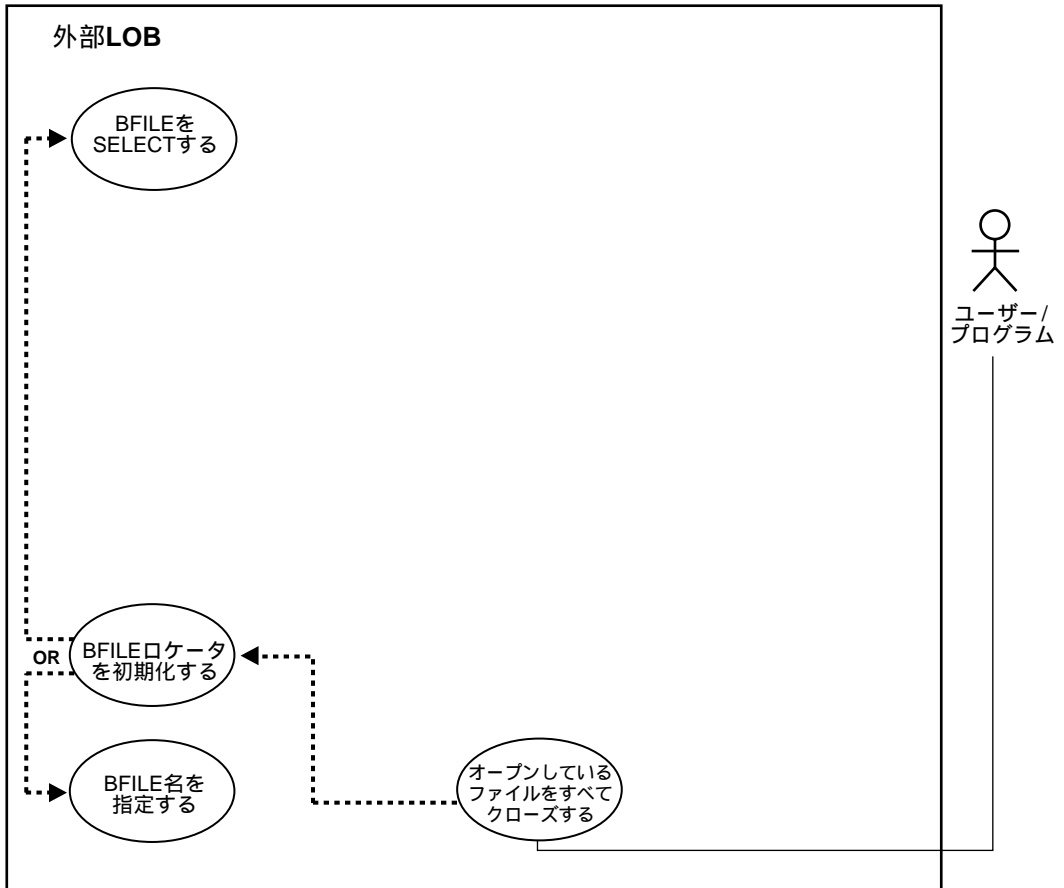 外部LOB
BFILEを
SELECTする
ユーザー/
プログラム
OR
BFILEロケータ
を初期化する
BFILE名を
指定する
オープンしている
ファイルをすべて
クローズする